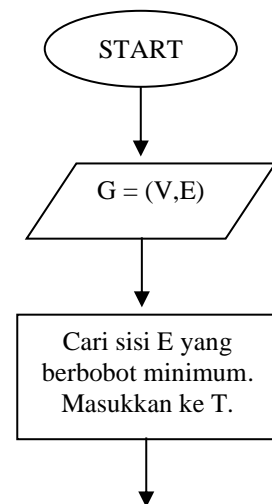 START
G = (V,E)
Cari sisi E yang
berbobot minimum.
Masukkan ke T.